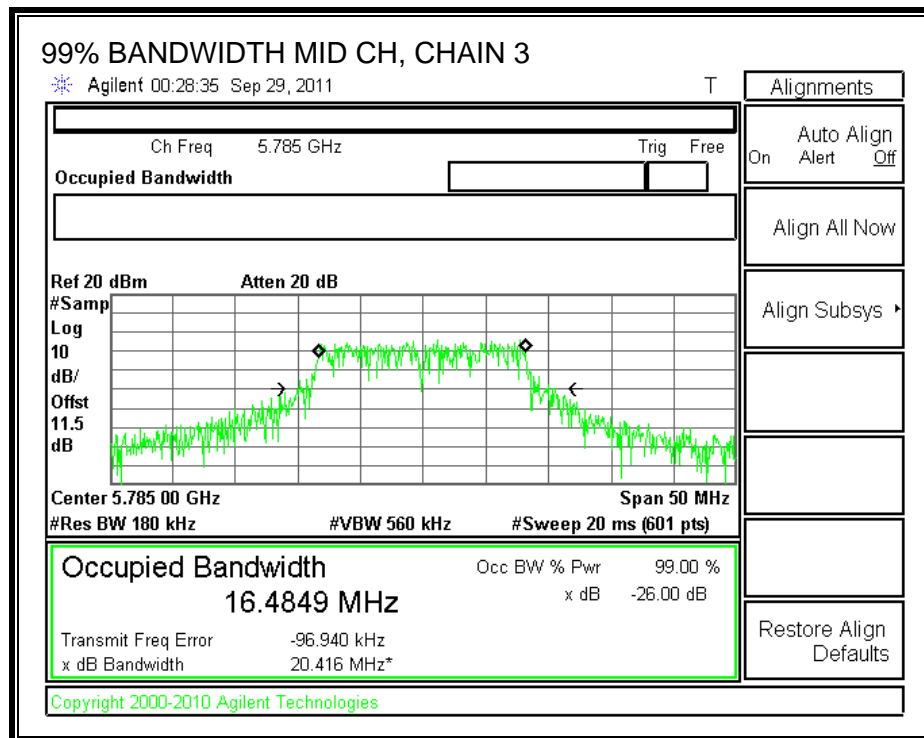 99% BANDWIDTH MID CH, CHAIN 3
Agilent 00:28:35 Sep 29, 2011 T
Ch Freq 5.785 GHz Trig Free
Occupied Bandwidth
Ref 20 dBm Atten 20 dB
#Samp
Log
10
dB/
Offst
11.5
dB
Center 5.785 00 GHz Span 50 MHz
#Res BW 180 kHz #VBW 560 kHz #Sweep 20 ms (601 pts)
Occupied Bandwidth Occ BW % Pwr 99.00 %
16.4849 MHz x dB -26.00 dB
Transmit Freq Error -96.940 kHz
x dB Bandwidth 20.416 MHz*
Copyright 2000-2010 Agilent Technologies
Alignments
Auto Align
On Alert Off
Align All Now
Align Subsys
Restore Align
Defaults